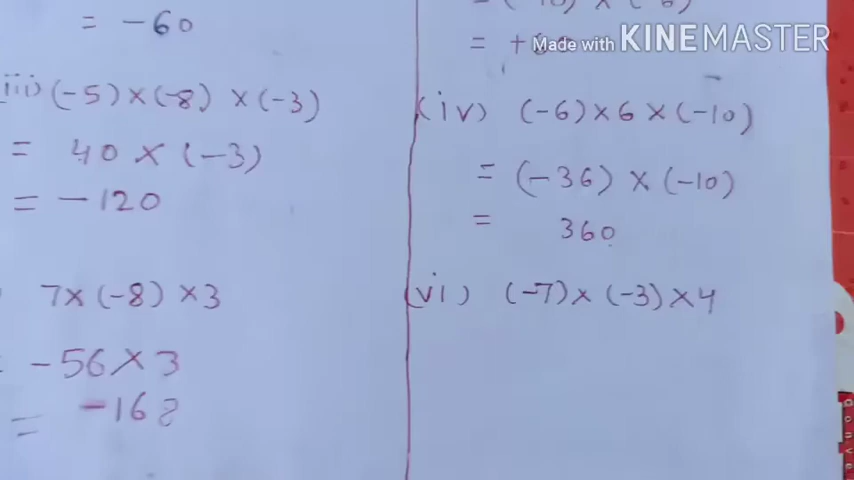 = -60
(iii) (-5)×(-8) ×(-3)
= 40 × (-3)
= -120
7×(-8) ×3
-56×3
= -168
Made with KINEMASTER
(iv) (-6)×6×(-10)
= (-36) × (-10)
= 360
(vi) (-7)×(-3)×4